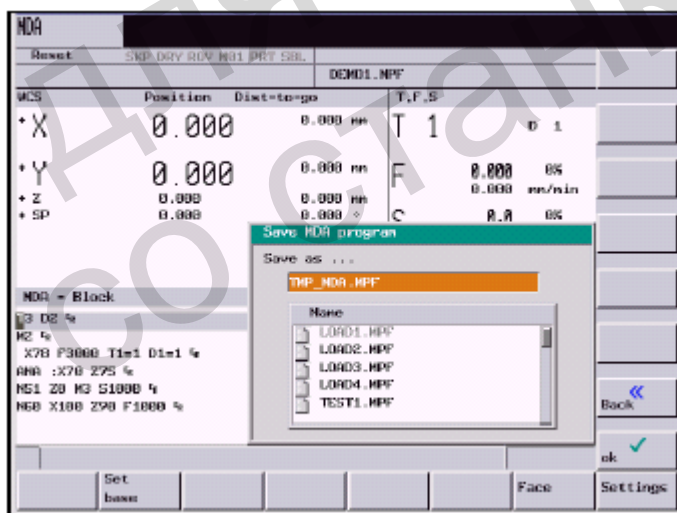 ДЛЯ
СО СТАНК
MDA
Reset SKP DRY ROV M01 PRT SBL
DEMO1.MPF
WCS Position Dist-to-go T,F,S
+ X 0.000 0.000 mm T 1 D 1
+ Y 0.000 0.000 mm F 0.000 0%
+ Z 0.000 0.000 mm 0.000 mm/min
+ SP 0.000 0.000 ° S 0.0 0%
Save MDA program
Save as ...
TMP_MDA.MPF
Name
LOAD1.MPF
LOAD2.MPF
LOAD3.MPF
LOAD4.MPF
TEST1.MPF
MDA - Block
D2
M2
X70 F3000 T1=1 D1=1
ANA :X70 Z75
N51 Z0 M3 S1000
N60 X100 Z90 F1000
Back
ok
Set base Face Settings